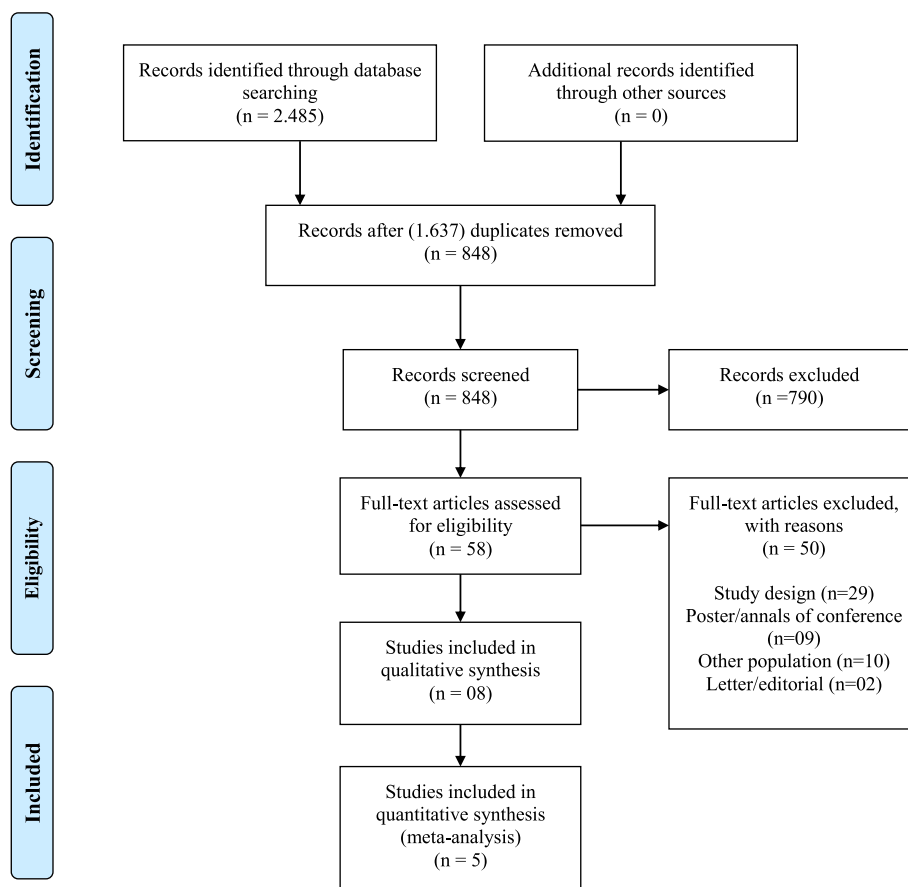 Identification
Records identified through database
searching
(n = 2.485)
Additional records identified
through other sources
(n = 0)
Records after (1.637) duplicates removed
(n = 848)
Screening
Records screened
(n = 848)
Records excluded
(n =790)
Eligibility
Full-text articles assessed
for eligibility
(n = 58)
Full-text articles excluded,
with reasons
(n = 50)
Study design (n=29)
Poster/annals of conference
(n=09)
Other population (n=10)
Letter/editorial (n=02)
Studies included in
qualitative synthesis
(n = 08)
Included
Studies included in
quantitative synthesis
(meta-analysis)
(n = 5)